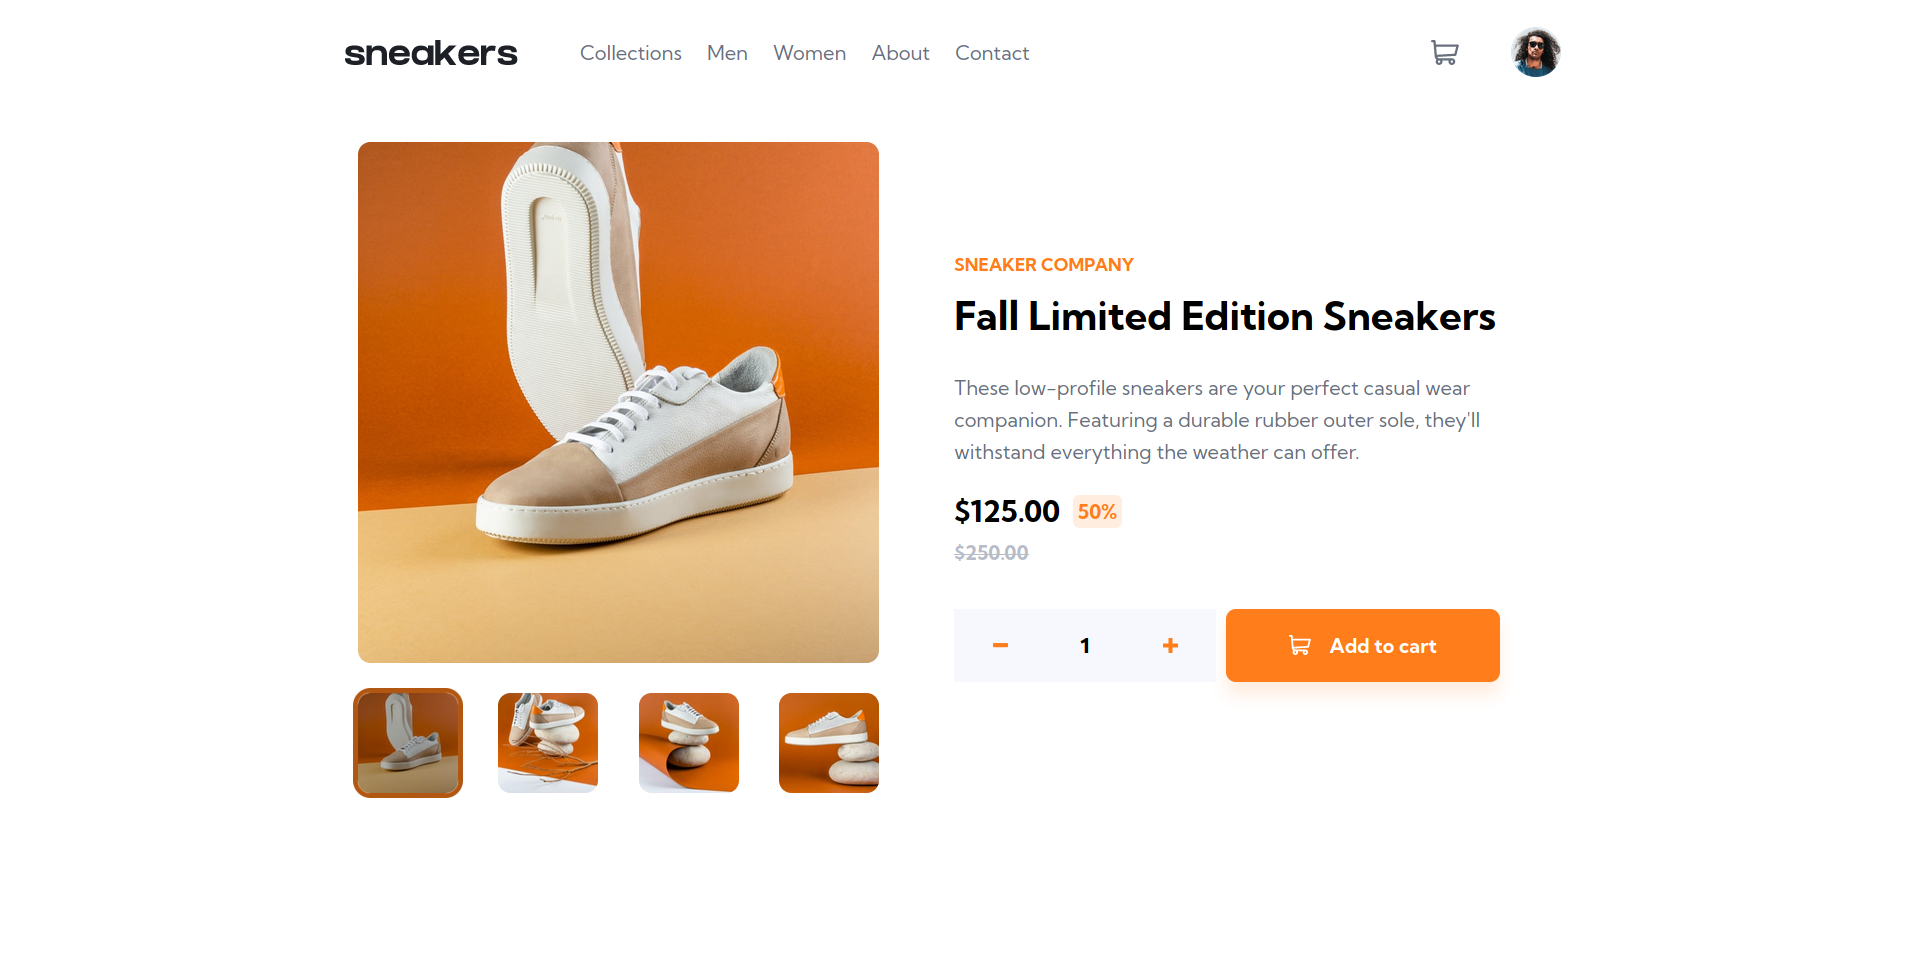 sneakers
Collections Men Women About Contact
SNEAKER COMPANY
Fall Limited Edition Sneakers
These low-profile sneakers are your perfect casual wear
companion. Featuring a durable rubber outer sole, they'll
withstand everything the weather can offer.
$125.00 50%
$250.00
1
Add to cart